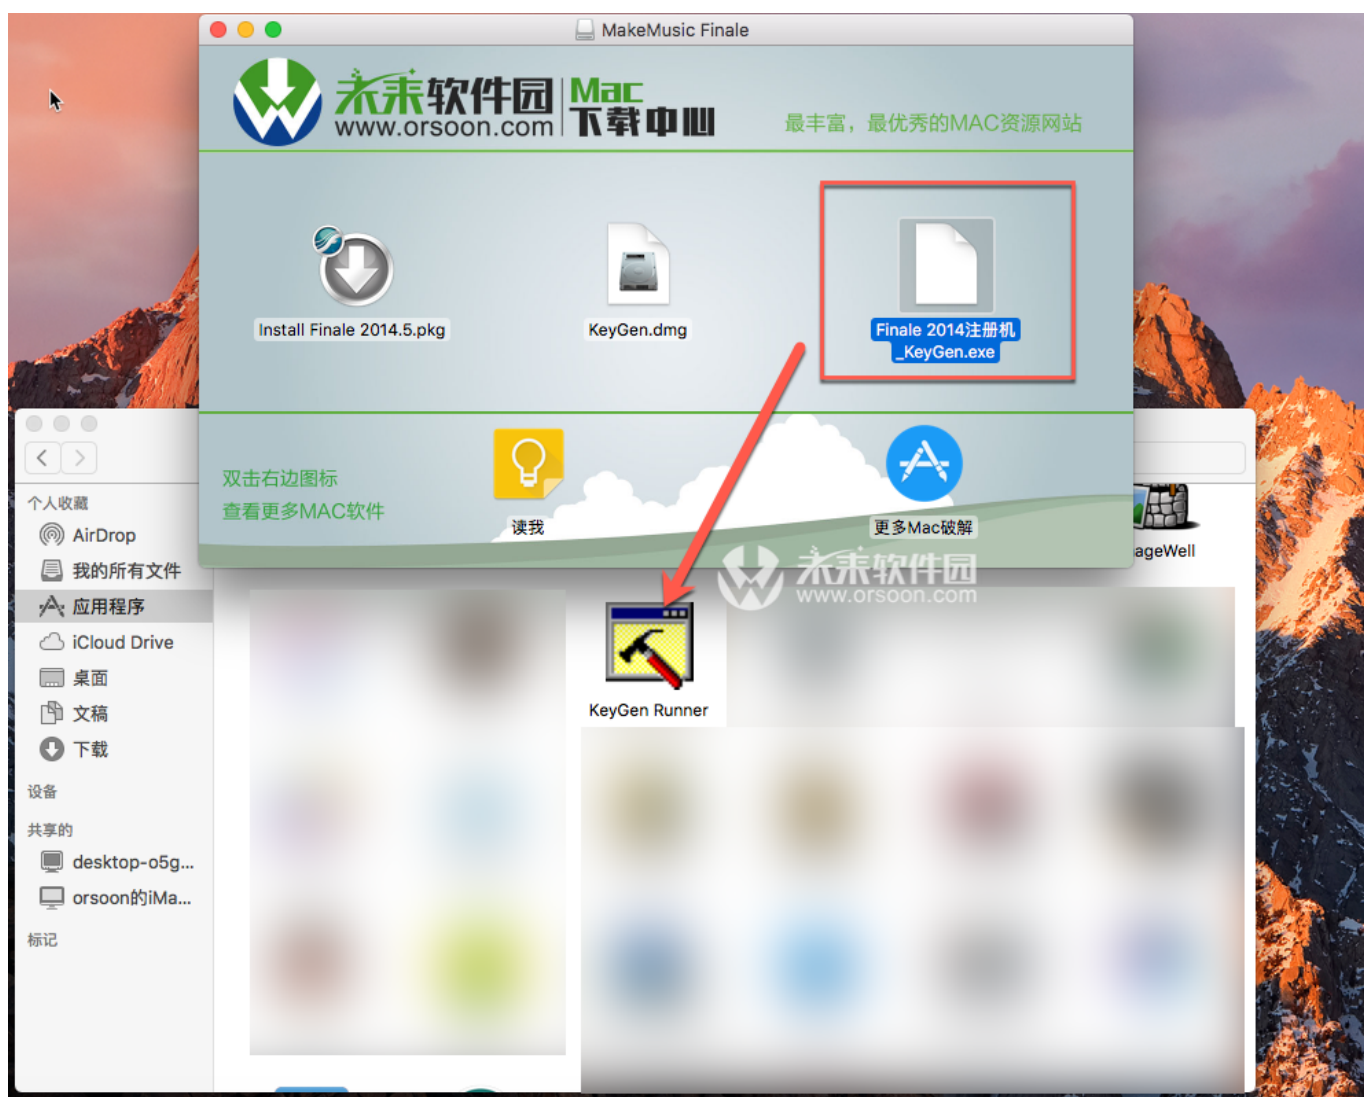 MakeMusic Finale
未来软件园
www.orsoon.com
Mac
下载中心
最丰富，最优秀的MAC资源网站
Install Finale 2014.5.pkg
KeyGen.dmg
Finale 2014注册机
_KeyGen.exe
双击右边图标
查看更多MAC软件
读我
更多Mac破解
未来软件园
www.orsoon.com
ageWell
个人收藏
AirDrop
我的所有文件
应用程序
iCloud Drive
桌面
文稿
下载
设备
共享的
desktop-o5g...
orsoon的iMa...
标记
KeyGen Runner